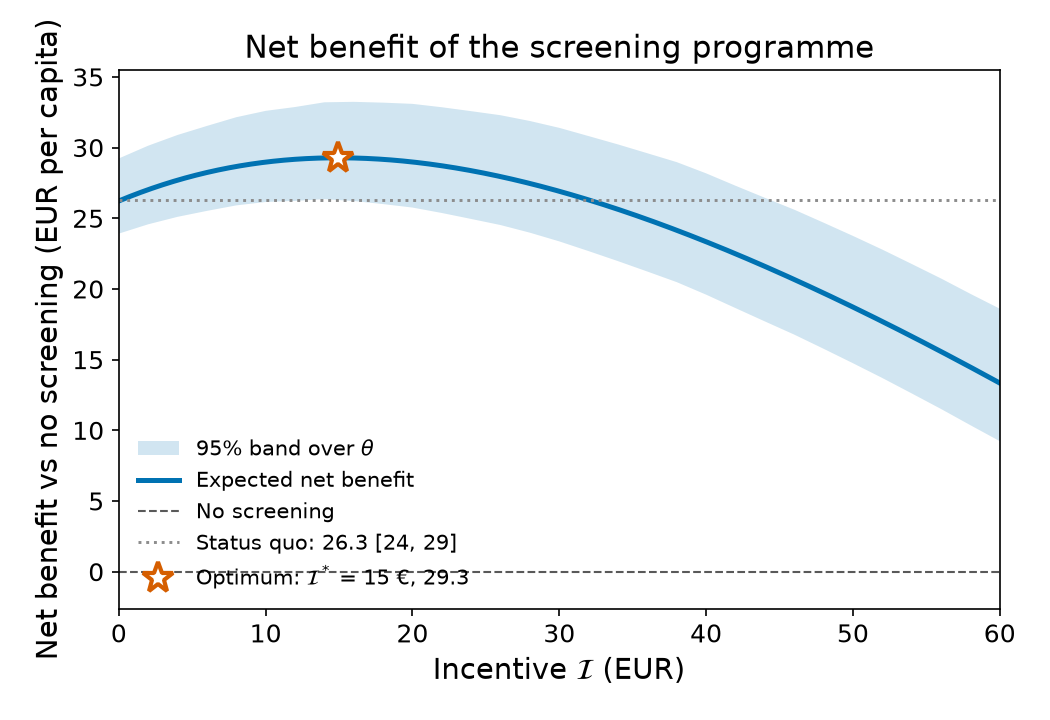 Net benefit of the screening programme
Net benefit vs no screening (EUR per capita)
35
30
25
20
15
10
5
0
95% band over θ
Expected net benefit
No screening
Status quo: 26.3 [24, 29]
Optimum: ℐ* = 15 €, 29.3
0 10 20 30 40 50 60
Incentive ℐ (EUR)